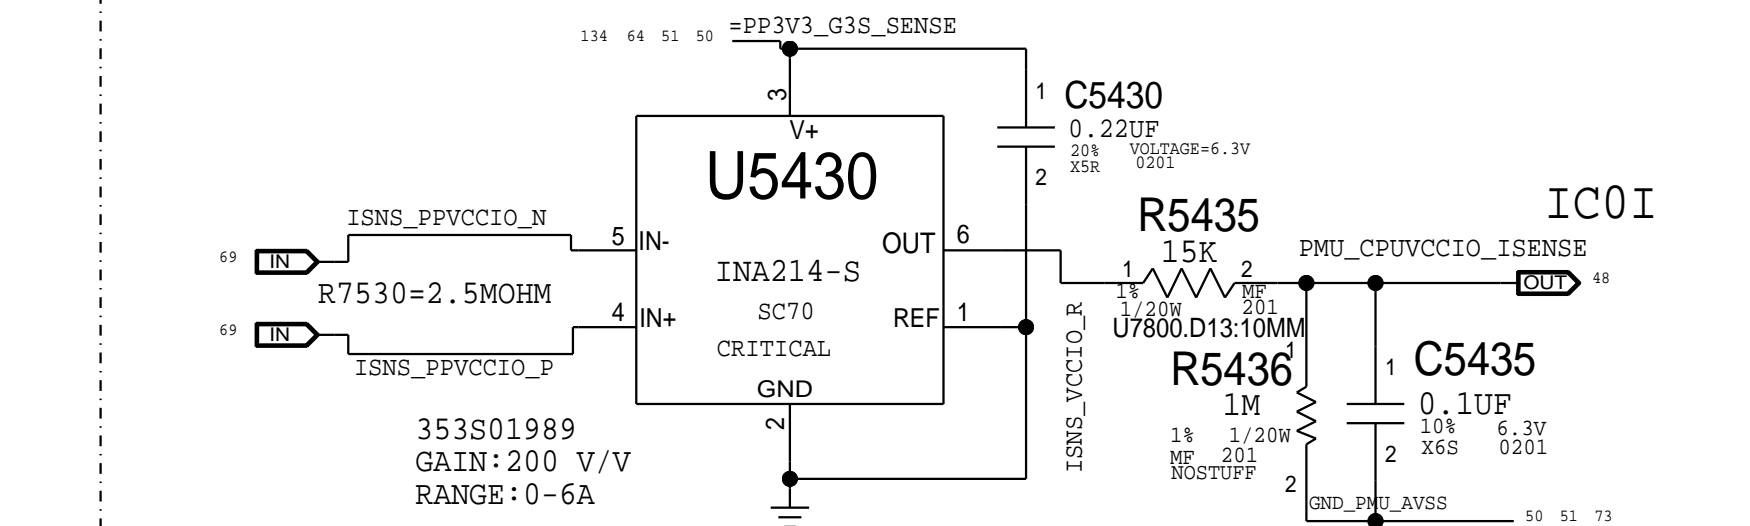 134 64 51 50 =PP3V3_G3S_SENSE
3
V+
U5430
1 C5430
0.22UF
20% VOLTAGE=6.3V
X5R 0201
2
ISNS_PPVCCIO_N
69 IN
5 IN-
R7530=2.5MOHM
69 IN
4 IN+
ISNS_PPVCCIO_P
INA214-S
SC70
CRITICAL
GND
2
OUT 6
REF 1
353S01989
GAIN:200 V/V
RANGE:0-6A
ISNS_VCCIO_R
IC0I
R5435
15K
1 2
1% MF
1/20W 201
U7800.D13:10MM
PMU_CPUVCCIO_ISENSE
OUT 48
1
R5436
1M
1% 1/20W
MF 201
NOSTUFF
2
1 C5435
0.1UF
10% 6.3V
X6S 0201
2
GND_PMU_AVSS
50 51 73